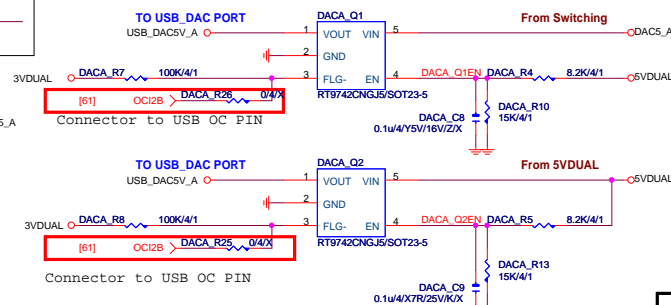 TO USB_DAC PORT
DACA_Q1
From Switching
USB_DAC5V_A
1 VOUT VIN 5
DAC5_A
2 GND
3VDUAL
DACA_R7 100K/4/1
3 FLG- EN 4
DACA_Q1EN DACA_R4 8.2K/4/1
5VDUAL
[61] OCI2B DACA_R26 0/4/X
RT9742CNGJ5/SOT23-5
Connector to USB OC PIN
5_A
DACA_C8
0.1u/4/Y5V/16V/Z/X
DACA_R10
15K/4/1
TO USB_DAC PORT
DACA_Q2
From 5VDUAL
USB_DAC5V_A
1 VOUT VIN 5
5VDUAL
2 GND
3VDUAL
DACA_R8 100K/4/1
3 FLG- EN 4
DACA_Q2EN DACA_R5 8.2K/4/1
[61] OCI2B DACA_R25 0/4/X
RT9742CNGJ5/SOT23-5
Connector to USB OC PIN
DACA_R13
15K/4/1
DACA_C9
0.1u/4/X7R/25V/K/X